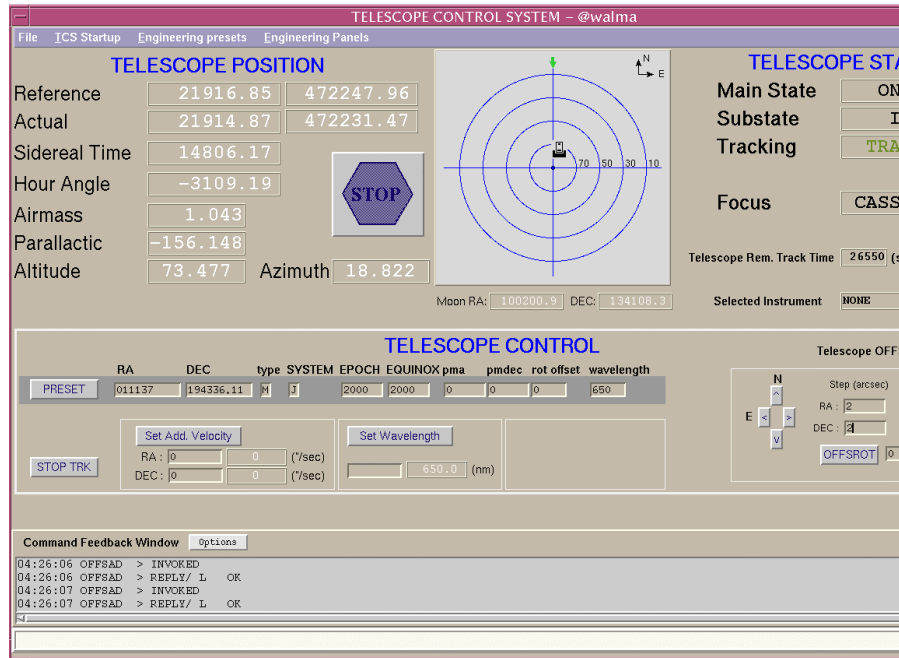 TELESCOPE CONTROL SYSTEM – @walma
File TCS Startup Engineering presets Engineering Panels
TELESCOPE POSITION
Reference 21916.85 472247.96
Actual 21914.87 472231.47
Sidereal Time 14806.17
Hour Angle -3109.19
Airmass 1.043
Parallactic -156.148
Altitude 73.477 Azimuth 18.822
STOP
N
E
70 50 30 10
Moon RA: 100200.9 DEC: 134108.3
TELESCOPE STA
Main State ON
Substate I
Tracking TRA
Focus CASS
Telescope Rem. Track Time 26550 (s
Selected Instrument NONE
TELESCOPE CONTROL
RA DEC type SYSTEM EPOCH EQUINOX pma pmdec rot offset wavelength
PRESET 011137 194336.11 M J 2000 2000 0 0 0 650
Set Add. Velocity
RA : 0 0 ("/sec)
DEC : 0 0 ("/sec)
STOP TRK
Set Wavelength
650.0 (nm)
Telescope OFF
N
E < > ^ v
Step (arcsec)
RA : 2
DEC : 2
OFFSROT 0
Command Feedback Window Options
04:26:06 OFFSAD > INVOKED
04:26:06 OFFSAD > REPLY/ L OK
04:26:07 OFFSAD > INVOKED
04:26:07 OFFSAD > REPLY/ L OK